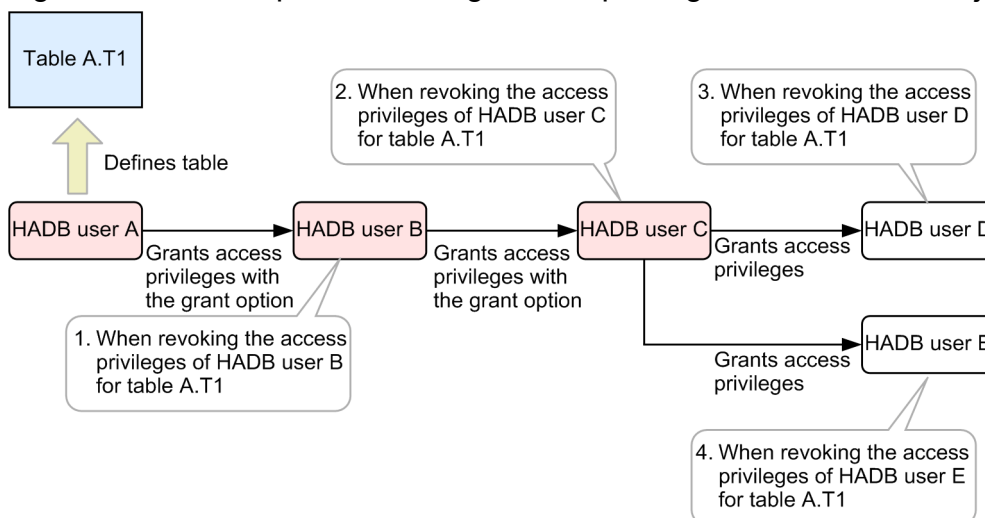 Table A.T1
Defines table
2. When revoking the access
privileges of HADB user C
for table A.T1
3. When revoking the access
privileges of HADB user D
for table A.T1
HADB user A
HADB user B
HADB user C
HADB user D
Grants access
privileges with
the grant option
Grants access
privileges with
the grant option
Grants access
privileges
1. When revoking the access
privileges of HADB user B
for table A.T1
HADB user E
Grants access
privileges
4. When revoking the access
privileges of HADB user E
for table A.T1